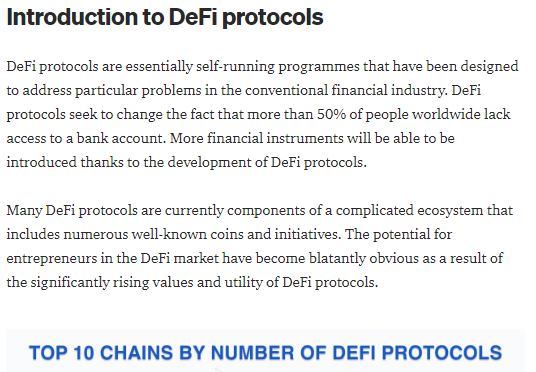 Introduction to DeFi protocols
DeFi protocols are essentially self-running programmes that have been designed
to address particular problems in the conventional financial industry. DeFi
protocols seek to change the fact that more than 50% of people worldwide lack
access to a bank account. More financial instruments will be able to be
introduced thanks to the development of DeFi protocols.
Many DeFi protocols are currently components of a complicated ecosystem that
includes numerous well-known coins and initiatives. The potential for
entrepreneurs in the DeFi market have become blatantly obvious as a result of
the significantly rising values and utility of DeFi protocols.
TOP 10 CHAINS BY NUMBER OF DEFI PROTOCOLS